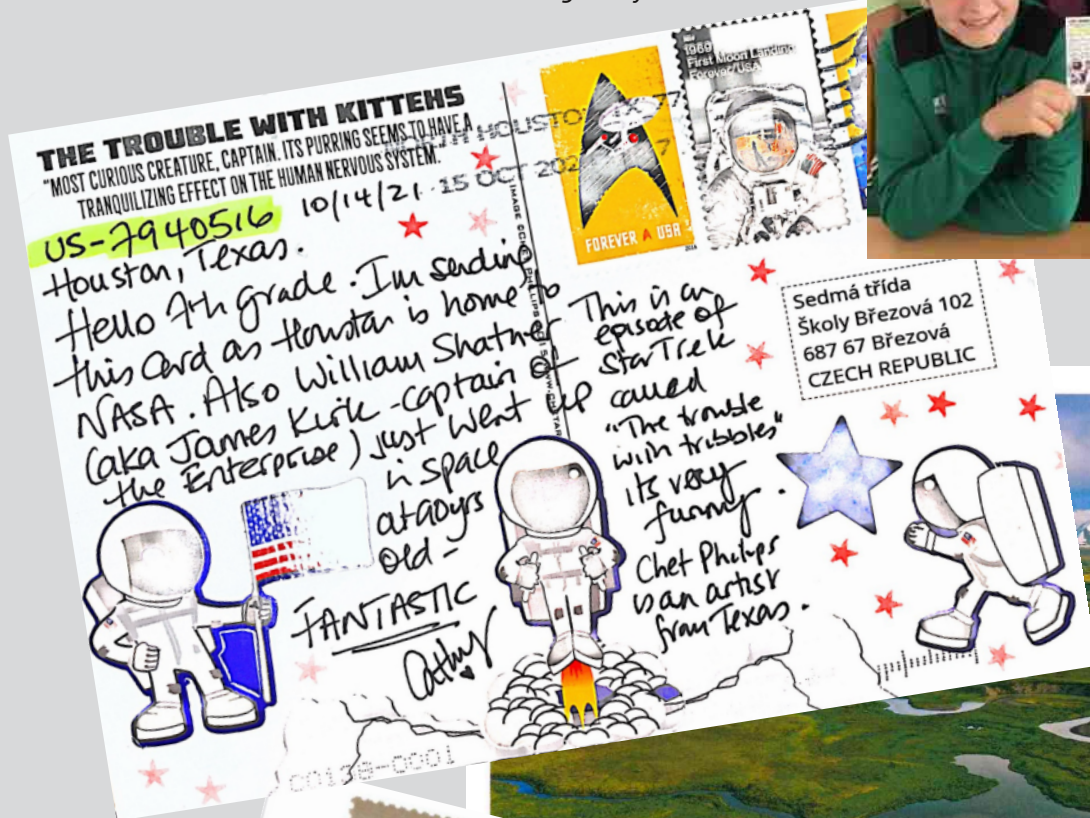 THE TROUBLE WITH KITTEHS
"MOST CURIOUS CREATURE, CAPTAIN. ITS PURRING SEEMS TO HAVE A
TRANQUILIZING EFFECT ON THE HUMAN NERVOUS SYSTEM."
US-7940516 10/14/21
Houston, Texas.
Hello 7th grade. I'm sending
this card as Houston is home to
NASA. Also William Shatner
(aka James Kirk - captain of
the Enterprise) just went up
in space
at 90yrs
old -
FANTASTIC
Cathy
HOUSTO
15 OCT 202
FOREVER A USA
1969
First Moon Landing
Forever/USA
This is an
episode of
Star Trek
called
"The trouble
with tribbles"
its very
funny.
Chet Philips
is an artist
from Texas.
Sedmá třída
Školy Březová 102
687 67 Březová
CZECH REPUBLIC
C0138-0001